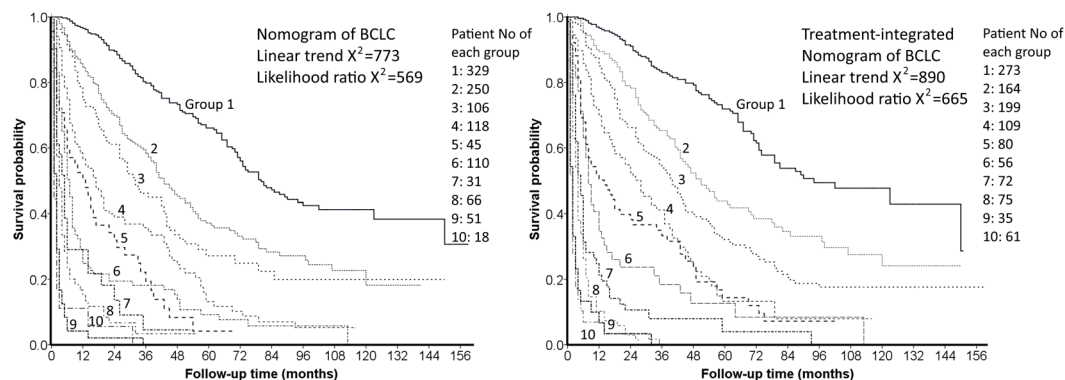 Nomogram of BCLC
Linear trend X²=773
Likelihood ratio X²=569
Patient No of
each group
1: 329
2: 250
3: 106
4: 118
5: 45
6: 110
7: 31
8: 66
9: 51
10: 18
Survival probability
1.0
0.8
0.6
0.4
0.2
0.0
Group 1
2
3
4
5
6
7
8
9
10
0 12 24 36 48 60 72 84 96 108 120 132 144 156
Follow-up time (months)
Treatment-integrated
Nomogram of BCLC
Linear trend X²=890
Likelihood ratio X²=665
Patient No of
each group
1: 273
2: 164
3: 199
4: 109
5: 80
6: 56
7: 72
8: 75
9: 35
10: 61
Survival probability
1.0
0.8
0.6
0.4
0.2
0.0
Group 1
2
3
4
5
6
7
8
9
10
0 12 24 36 48 60 72 84 96 108 120 132 144 156
Follow-up time (months)